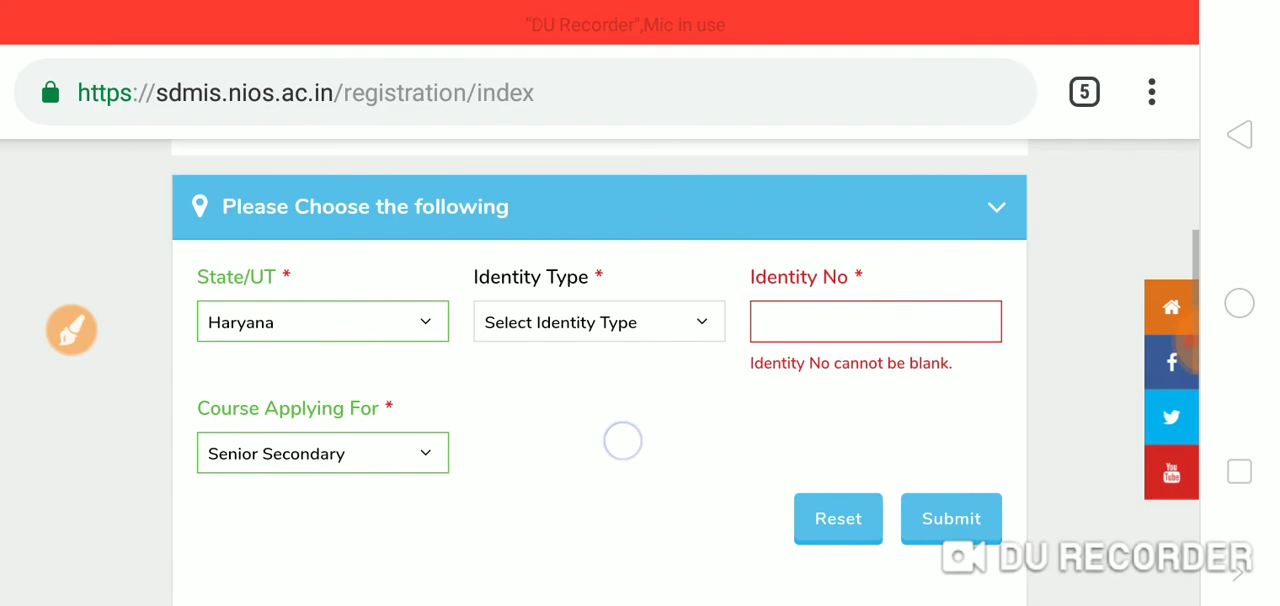 "DU Recorder",Mic in use
https://sdmis.nios.ac.in/registration/index
5
Please Choose the following
State/UT *
Identity Type *
Identity No *
Haryana
Select Identity Type
Identity No cannot be blank.
Course Applying For *
Senior Secondary
You
Tube
Reset
Submit
DU RECORDER